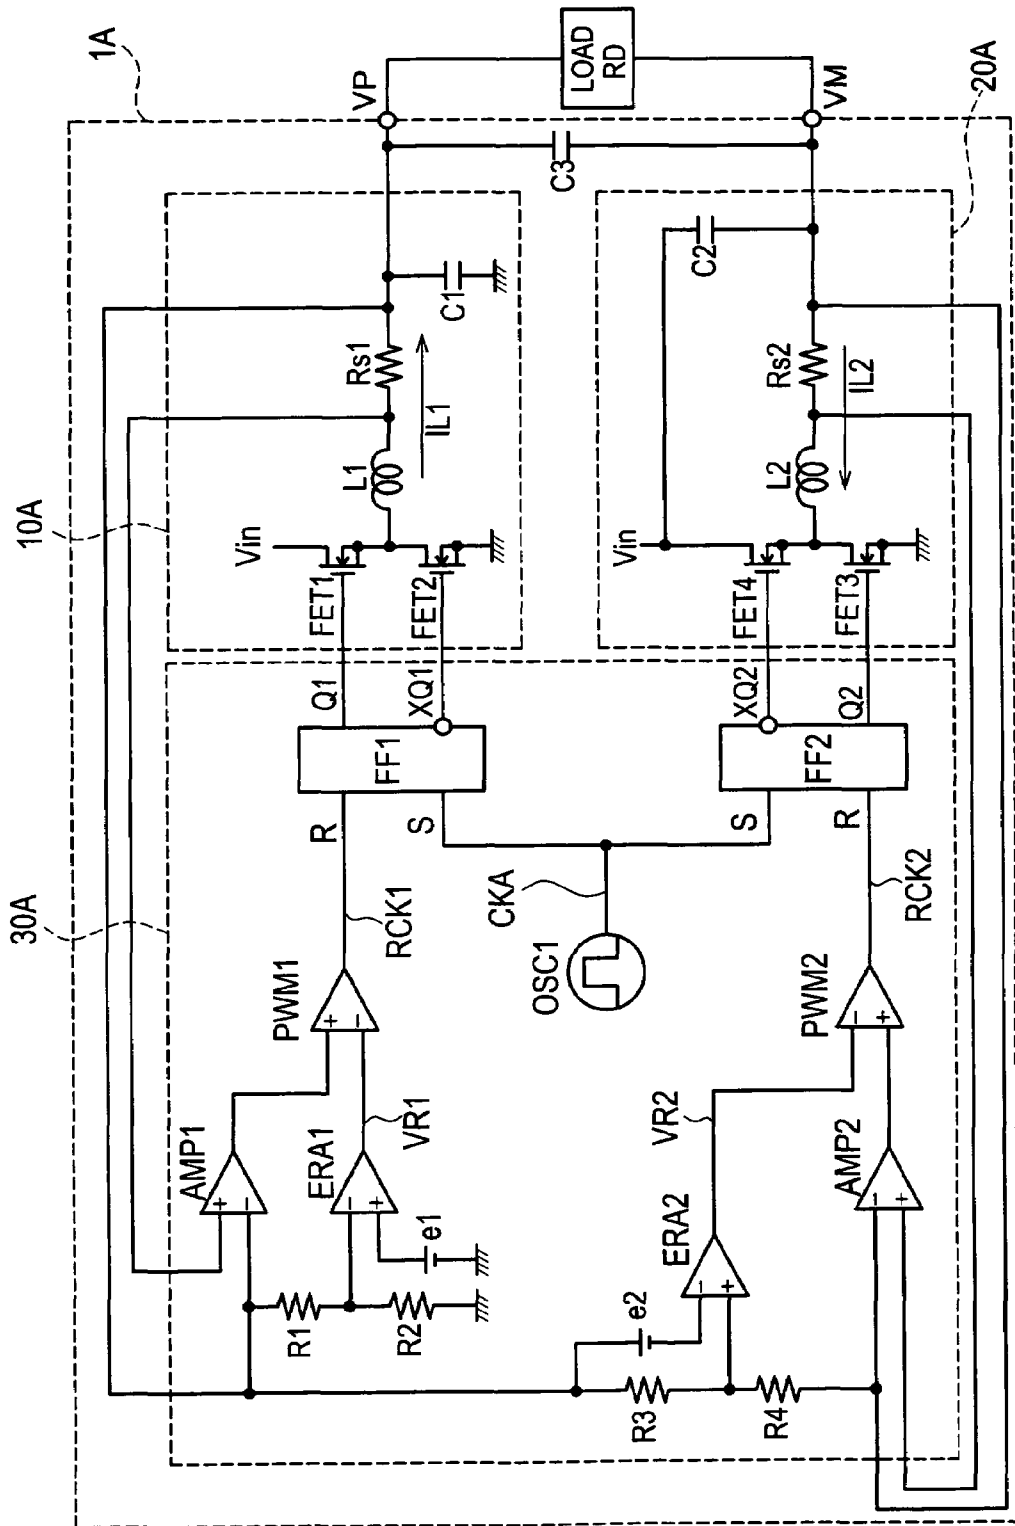 1A
VP
LOAD
RD
VM
20A
C3
10A
Vin
FET1
FET2
L1
Rs1
IL1
C1
Vin
FET4
FET3
L2
Rs2
IL2
C2
30A
Q1
XQ1
FF1
R
S
RCK1
CKA
OSC1
XQ2
Q2
FF2
S
R
RCK2
PWM1
+
−
AMP1
+
−
ERA1
−
+
VR1
e1
R1
R2
PWM2
−
+
VR2
ERA2
−
+
AMP2
−
+
e2
R3
R4